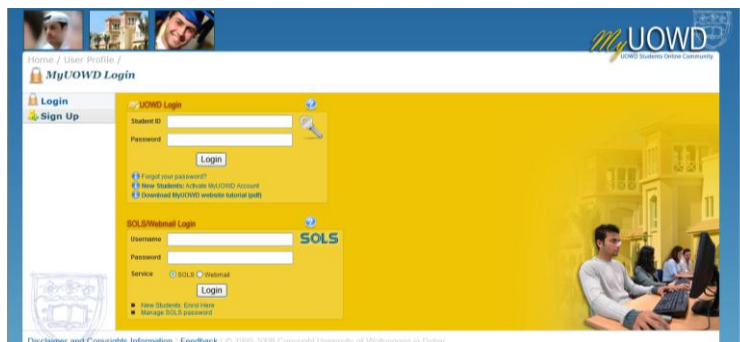 MyUOWD
UOWD Students Online Community
Home / User Profile /
MyUOWD Login
Login
Sign Up
MyUOWD Login
Student ID
Password
Login
Forgot your password?
New Students: Activate MyUOWD Account
Download MyUOWD website tutorial (pdf)
SOLS/Webmail Login
SOLS
Username
Password
Service SOLS Webmail
Login
New Students: Enrol Here
Manage SOLS password
Disclaimer and Copyrights Information / Feedback / © 1999-2008 Copyright University of Wollongong in Dubai